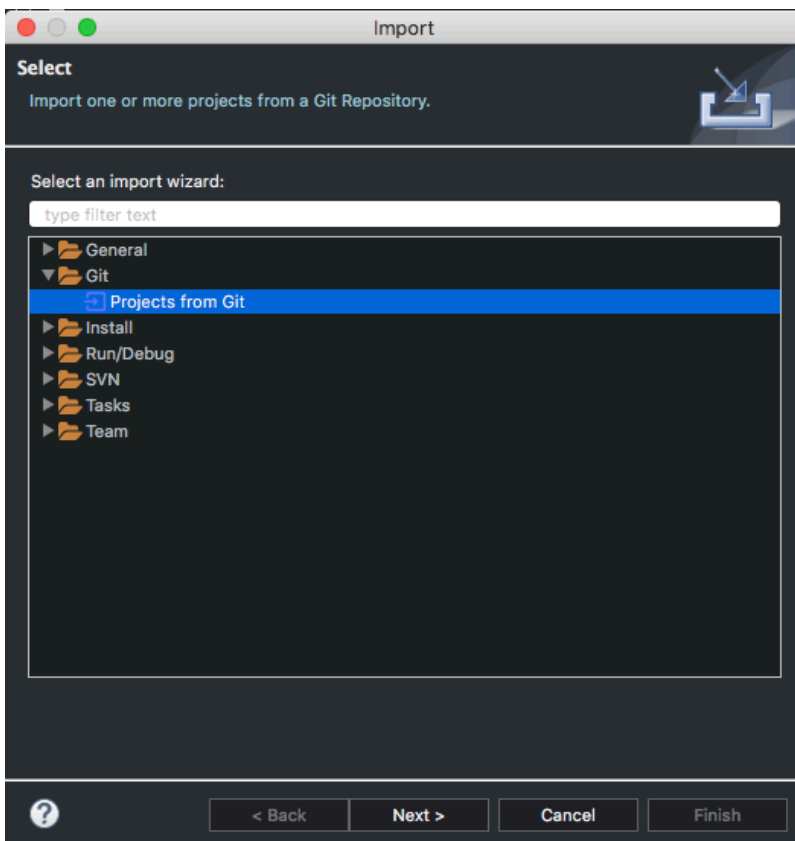 Import
Select
Import one or more projects from a Git Repository.
Select an import wizard:
type filter text
General
Git
Projects from Git
Install
Run/Debug
SVN
Tasks
Team
?
< Back
Next >
Cancel
Finish